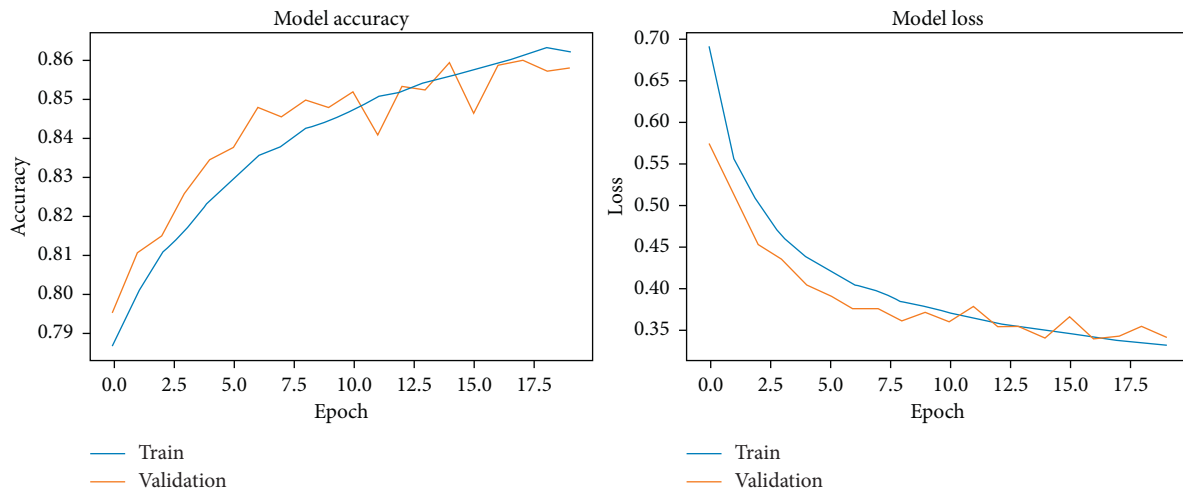 Model accuracy
0.86
0.85
0.84
0.83
0.82
0.81
0.80
0.79
Accuracy
0.0 2.5 5.0 7.5 10.0 12.5 15.0 17.5
Epoch
Train
Validation
Model loss
0.70
0.65
0.60
0.55
0.50
0.45
0.40
0.35
Loss
0.0 2.5 5.0 7.5 10.0 12.5 15.0 17.5
Epoch
Train
Validation